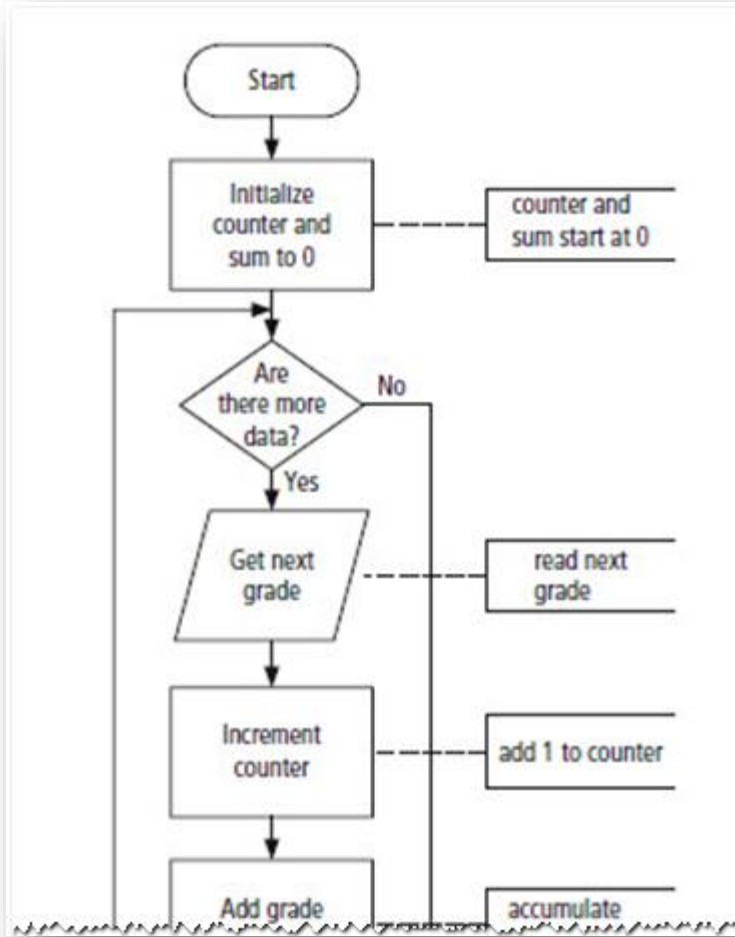 Start
Initialize
counter and
sum to 0
counter and
sum start at 0
Are
there more
data?
No
Yes
Get next
grade
read next
grade
Increment
counter
add 1 to counter
Add grade
accumulate